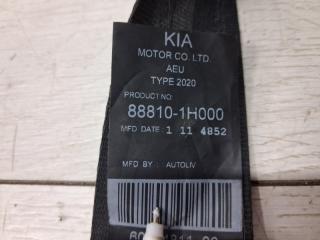 KIA
MOTOR CO. LTD.
AEU
TYPE 2020
PRODUCT NO:
88810-1H000
MFD DATE: 1 11 4852
MFD BY: AUTOLIV